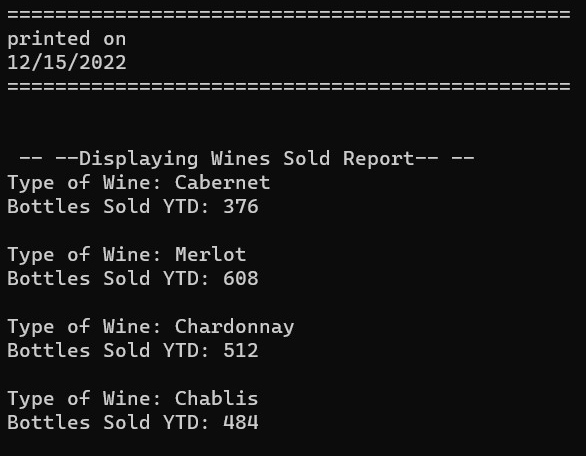 ===============================================
printed on
12/15/2022
===============================================
-- --Displaying Wines Sold Report-- --
Type of Wine: Cabernet
Bottles Sold YTD: 376
Type of Wine: Merlot
Bottles Sold YTD: 608
Type of Wine: Chardonnay
Bottles Sold YTD: 512
Type of Wine: Chablis
Bottles Sold YTD: 484